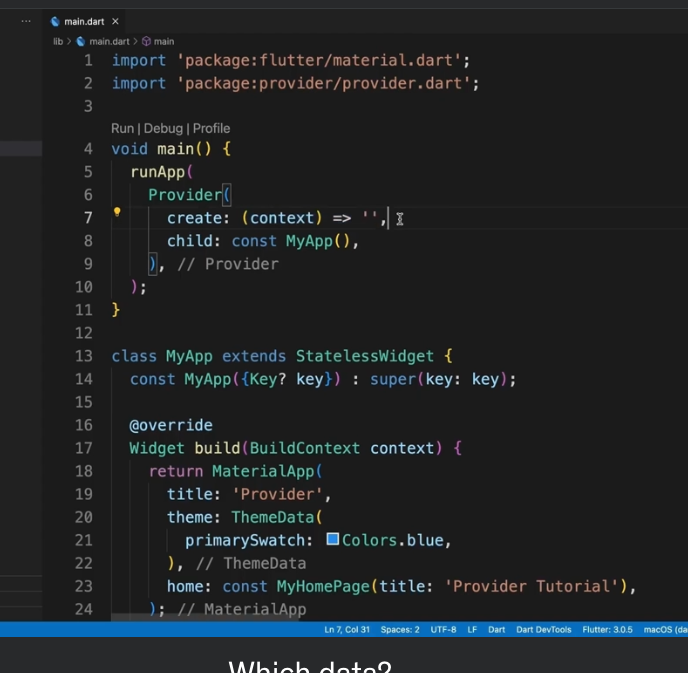 ... main.dart ×
lib > main.dart > main
1 import 'package:flutter/material.dart';
2 import 'package:provider/provider.dart';
3
Run | Debug | Profile
4 void main() {
5   runApp(
6     Provider(
7       create: (context) => '',
8       child: const MyApp(),
9     ), // Provider
10   );
11 }
12
13 class MyApp extends StatelessWidget {
14   const MyApp({Key? key}) : super(key: key);
15
16   @override
17   Widget build(BuildContext context) {
18     return MaterialApp(
19       title: 'Provider',
20       theme: ThemeData(
21         primarySwatch: Colors.blue,
22       ), // ThemeData
23       home: const MyHomePage(title: 'Provider Tutorial'),
24     ); // MaterialApp
Ln 7, Col 31 Spaces: 2 UTF-8 LF Dart Dart DevTools Flutter: 3.0.5 macOS (da
Which data?